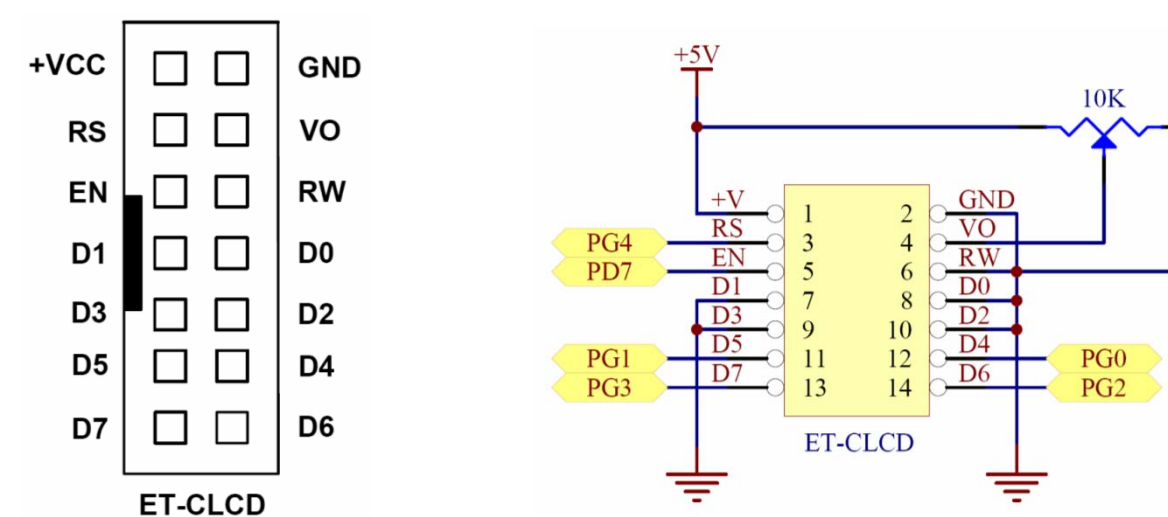 +VCC GND
RS VO
EN RW
D1 D0
D3 D2
D5 D4
D7 D6
ET-CLCD
+5V
10K
+V 1 2 GND
PG4 RS 3 4 VO
PD7 EN 5 6 RW
D1 7 8 D0
D3 9 10 D2
PG1 D5 11 12 D4 PG0
PG3 D7 13 14 D6 PG2
ET-CLCD